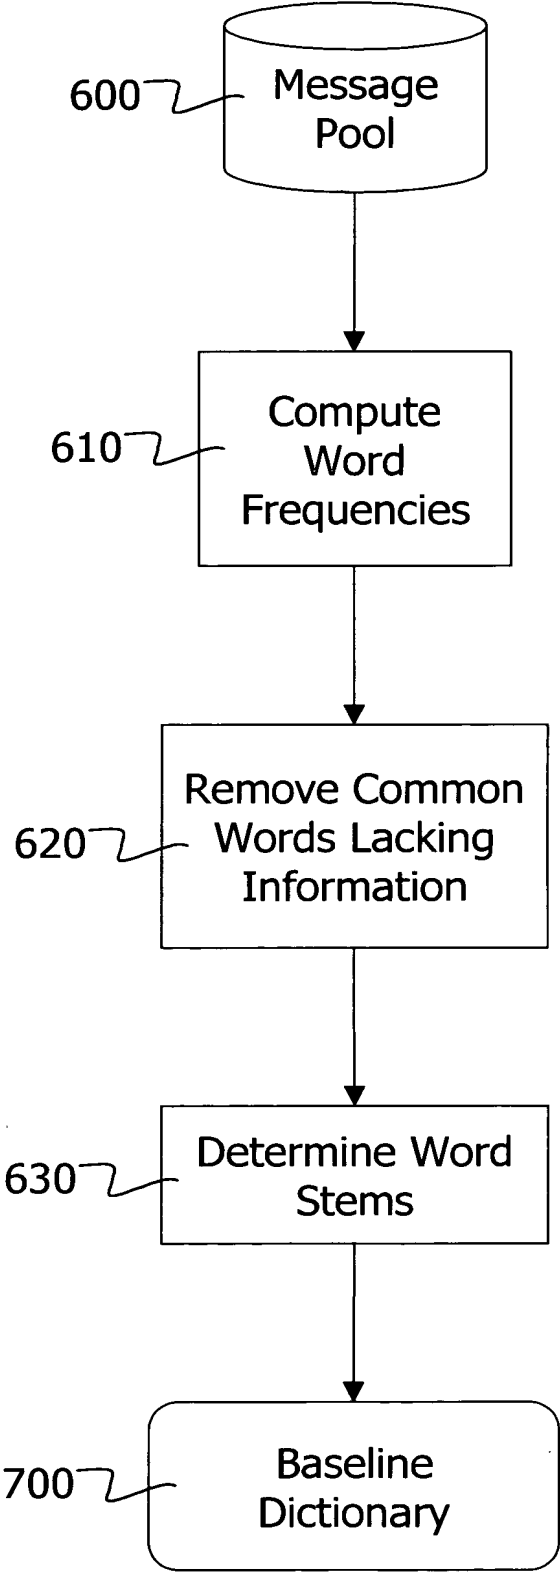 600
Message
Pool
610
Compute
Word
Frequencies
620
Remove Common
Words Lacking
Information
630
Determine Word
Stems
700
Baseline
Dictionary